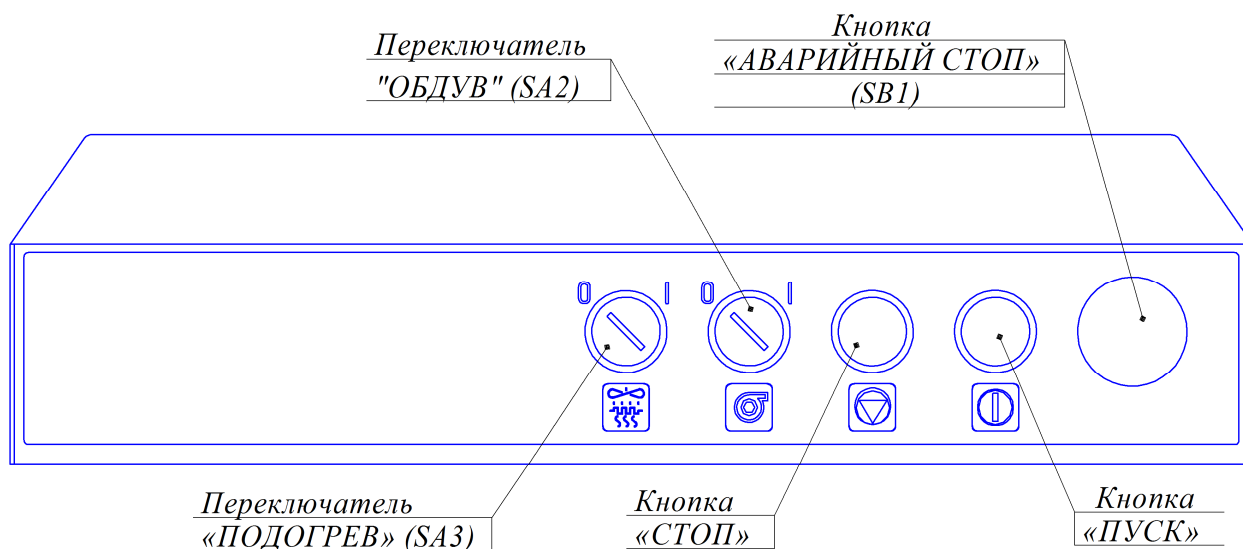 Переключатель
"ОБДУВ" (SA2)
Кнопка
«АВАРИЙНЫЙ СТОП»
(SB1)
0 I 0 I
Переключатель
«ПОДОГРЕВ» (SA3)
Кнопка
«СТОП»
Кнопка
«ПУСК»